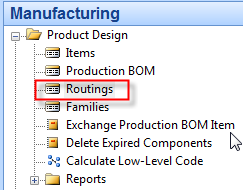 Manufacturing
Product Design
Items
Production BOM
Routings
Families
Exchange Production BOM Item
Delete Expired Components
Calculate Low-Level Code
Reports